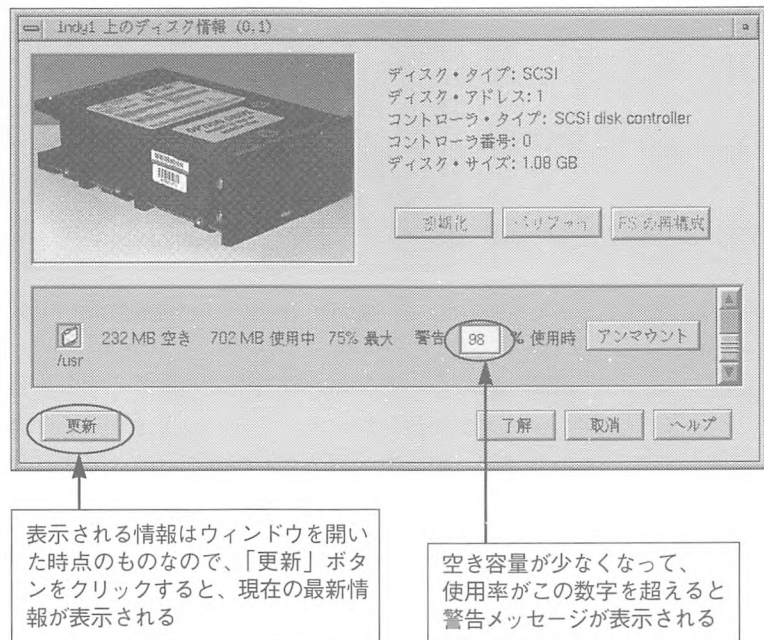 indy1 上のディスク情報 (0,1)
ディスク・タイプ: SCSI
ディスク・アドレス: 1
コントローラ・タイプ: SCSI disk controller
コントローラ番号: 0
ディスク・サイズ: 1.08 GB
初期化 ベリファイ FSの再構成
232 MB 空き 702 MB 使用中 75% 最大 警告 98 % 使用時 アンマウント
/usr
更新 了解 取消 ヘルプ
表示される情報はウィンドウを開い
た時点のものなので、「更新」ボタ
ンをクリックすると、現在の最新情
報が表示される
空き容量が少なくなって、
使用率がこの数字を超えると
警告メッセージが表示される